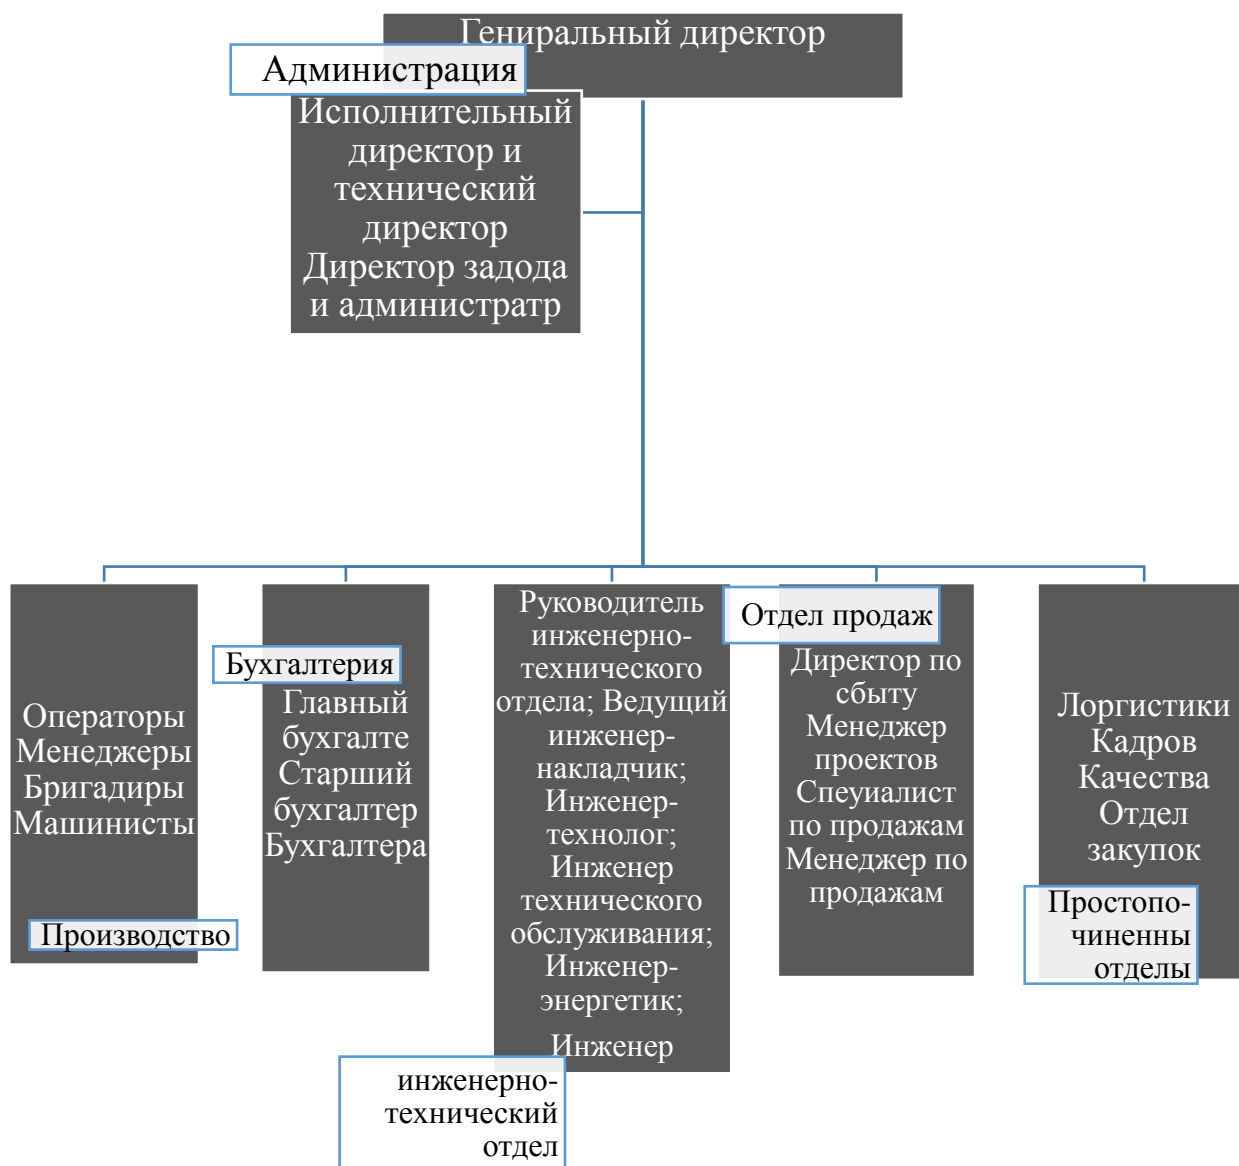 Гениральный директор
Администрация
Исполнительный
директор и
технический
директор
Директор задода
и администратр
Операторы
Менеджеры
Бригадиры
Машинисты
Производство
Бухгалтерия
Главный
бухгалте
Старший
бухгалтер
Бухгалтера
Руководитель
инженерно-
технического
отдела; Ведущий
инженер-
накладчик;
Инженер-
технолог;
Инженер
технического
обслуживания;
Инженер-
энергетик;
Инженер
инженерно-
технический
отдел
Отдел продаж
Директор по
сбыту
Менеджер
проектов
Спеуиалист
по продажам
Менеджер по
продажам
Лоргистики
Кадров
Качества
Отдел
закупок
Простопо-
чиненны
отделы